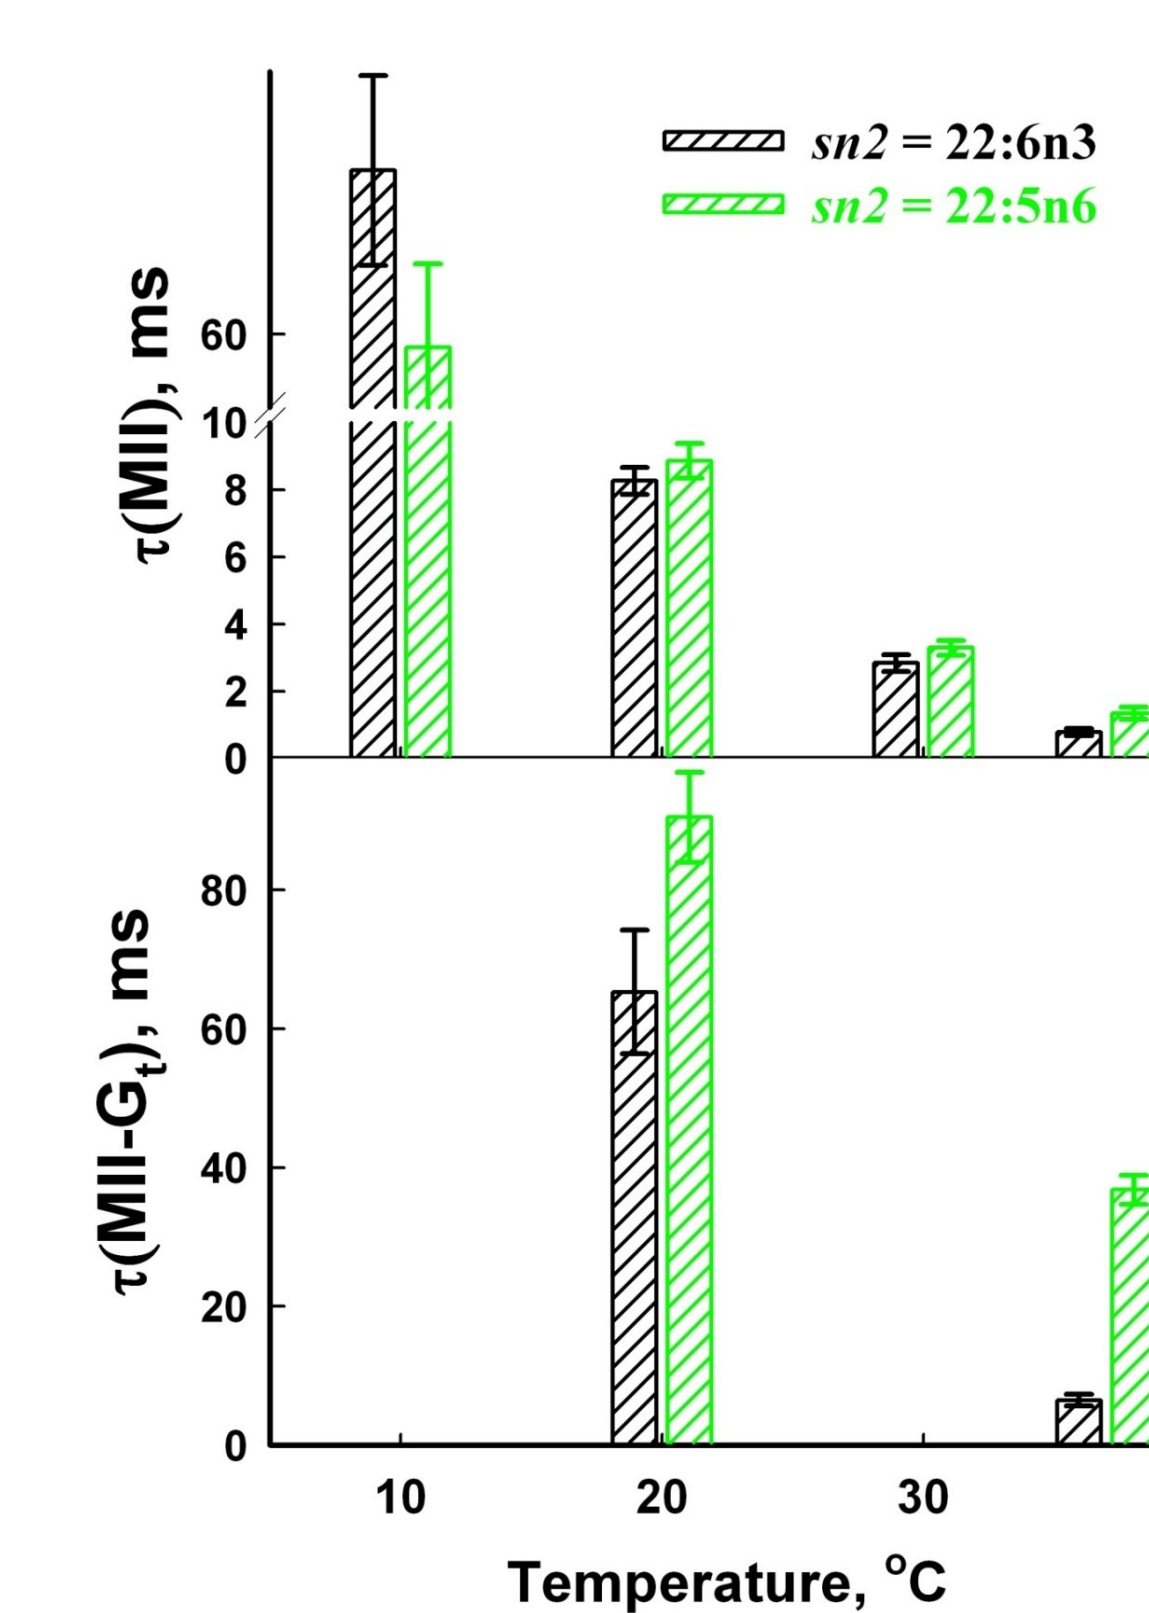 sn2 = 22:6n3
sn2 = 22:5n6
τ(MII), ms
60
10
8
6
4
2
0
τ(MII-Gt), ms
80
60
40
20
0
10 20 30
Temperature, °C